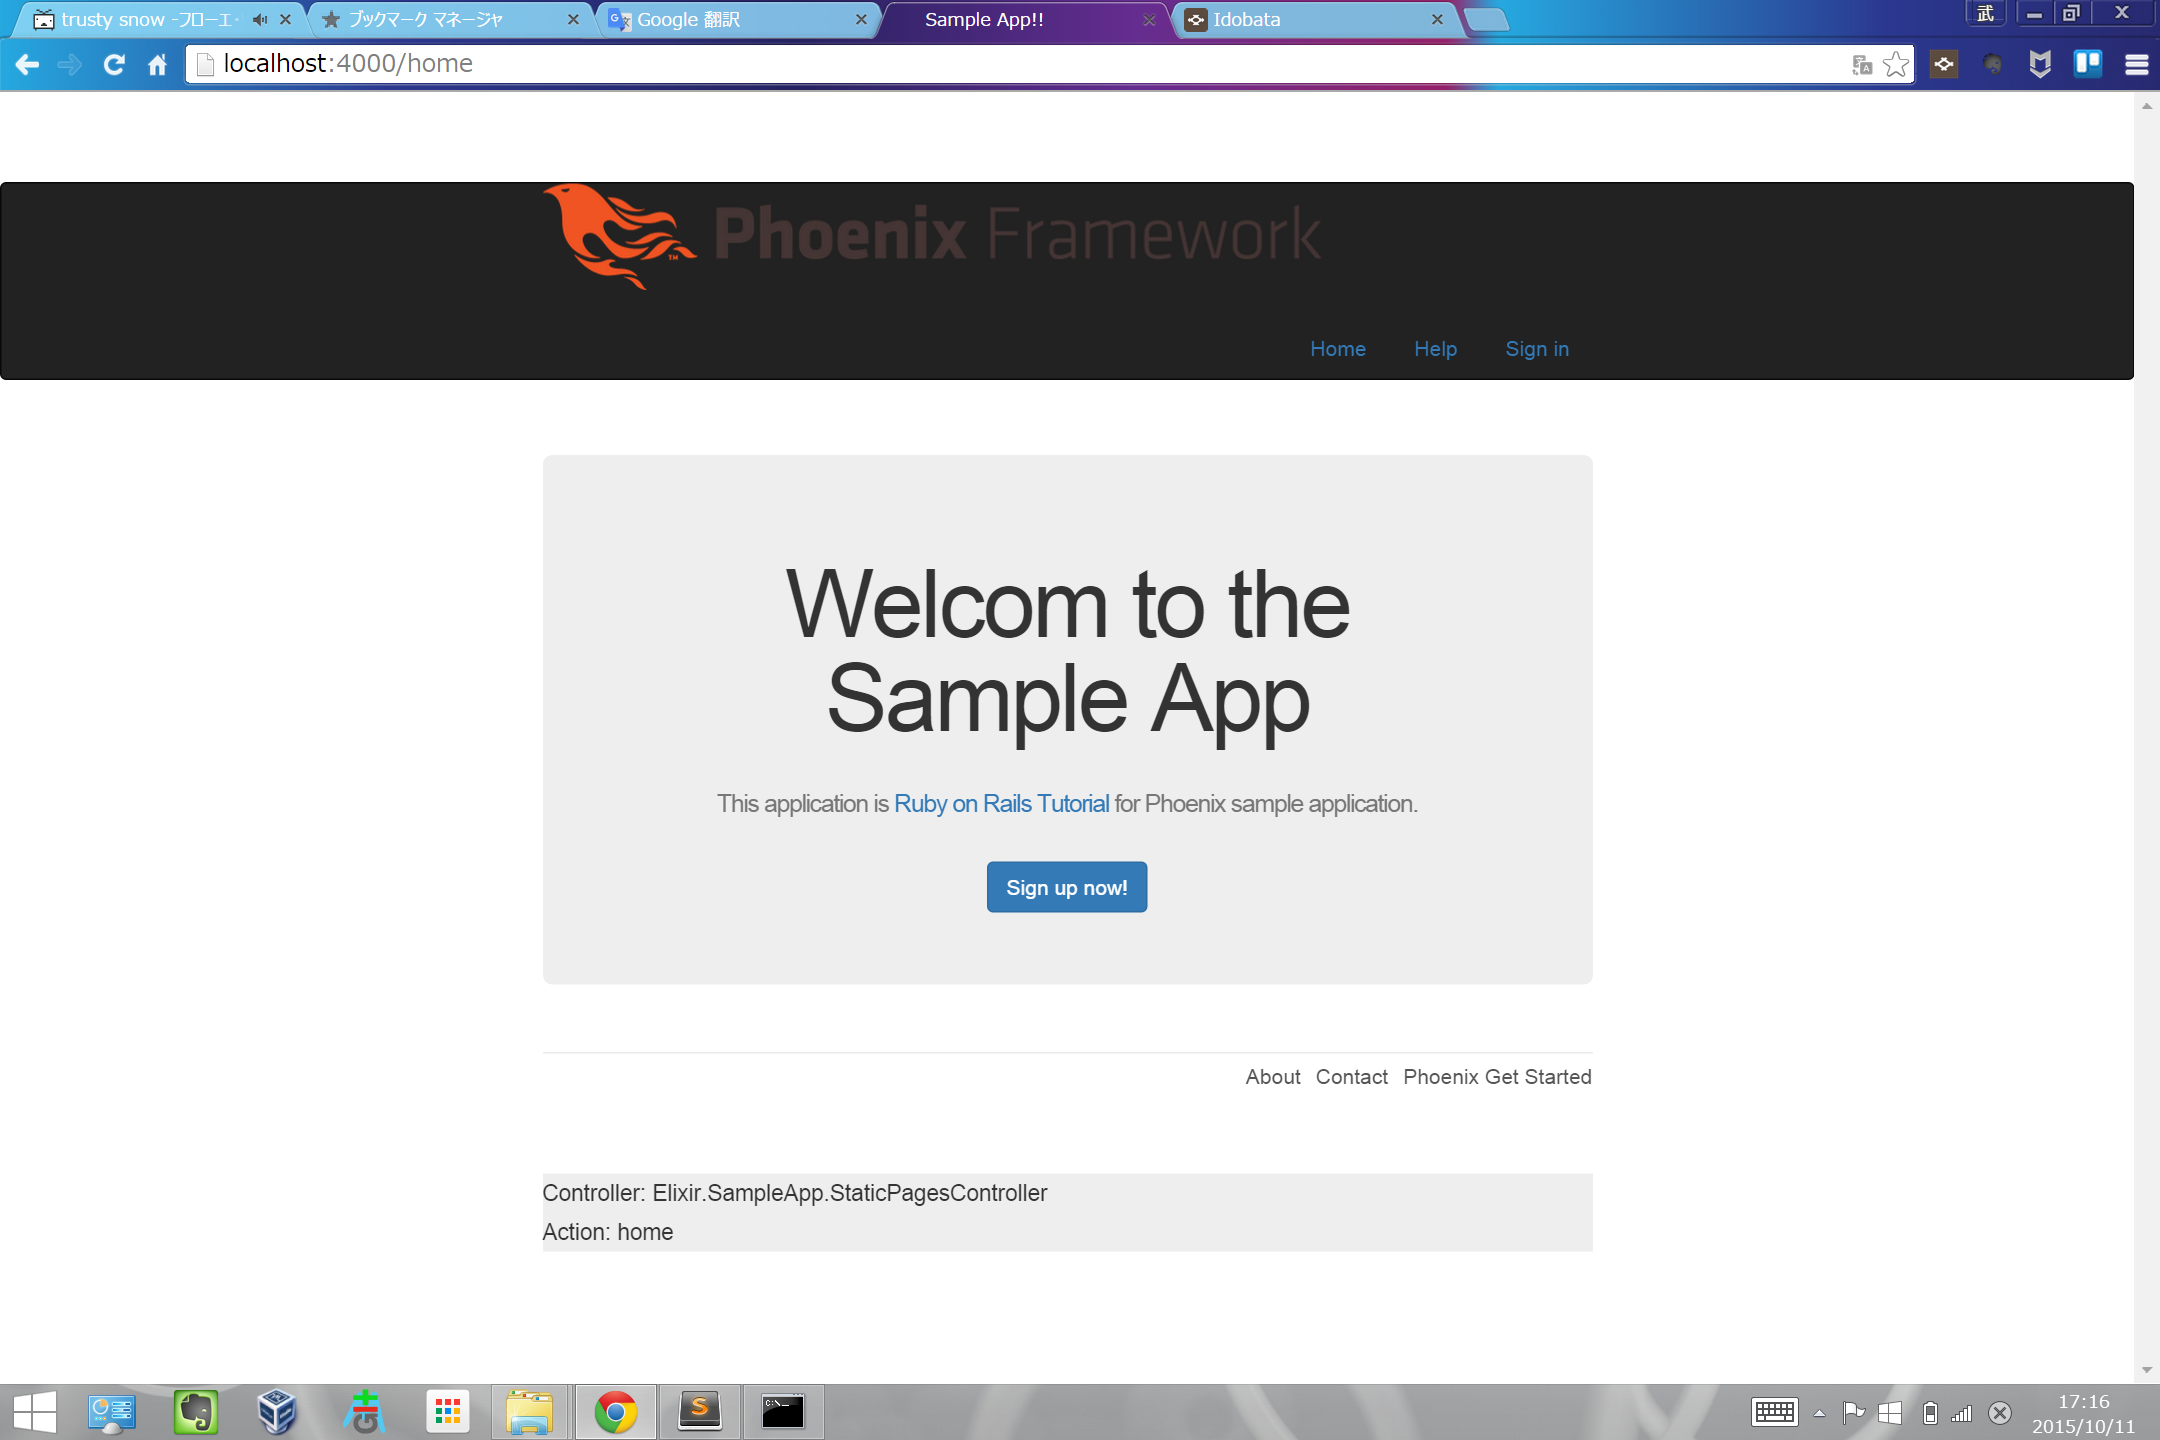 trusty snow -フローエ
ブックマーク マネージャ
Google 翻訳
Sample App!!
Idobata
武
localhost:4000/home
Phoenix Framework
TM
Home Help Sign in
Welcom to the
Sample App
This application is Ruby on Rails Tutorial for Phoenix sample application.
Sign up now!
About Contact Phoenix Get Started
Controller: Elixir.SampleApp.StaticPagesController
Action: home
17:16
2015/10/11